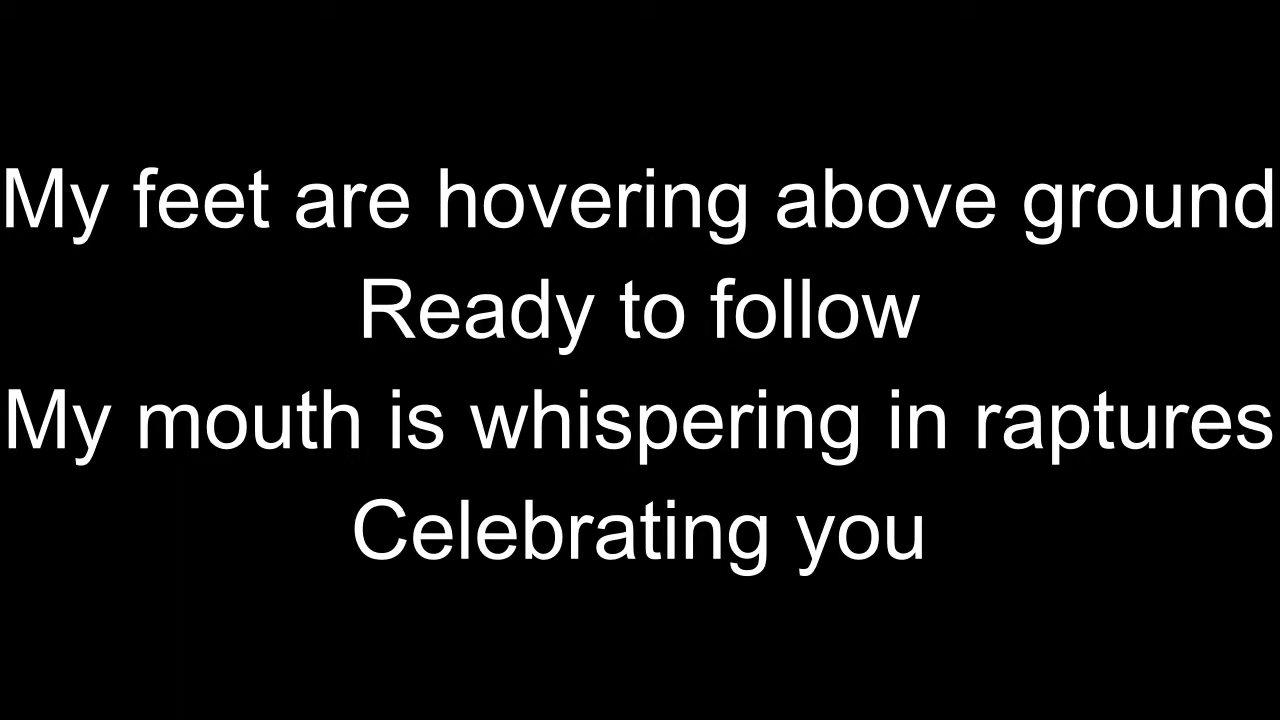 My feet are hovering above ground
Ready to follow
My mouth is whispering in raptures
Celebrating you